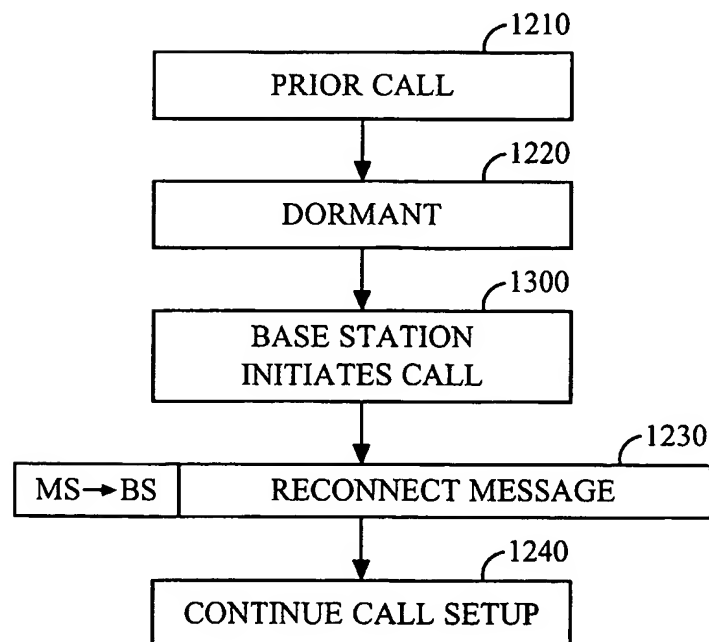 1210
PRIOR CALL
1220
DORMANT
1300
BASE STATION
INITIATES CALL
1230
MS→BS RECONNECT MESSAGE
1240
CONTINUE CALL SETUP